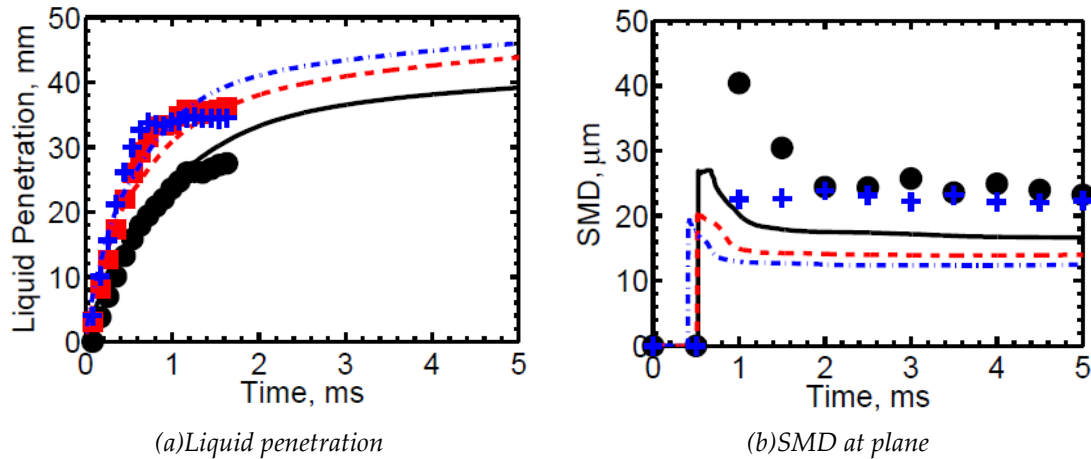 Liquid Penetration, mm
50
40
30
20
10
0
0 1 2 3 4 5
Time, ms
(a)Liquid penetration
SMD, μm
50
40
30
20
10
0
0 1 2 3 4 5
Time, ms
(b)SMD at plane